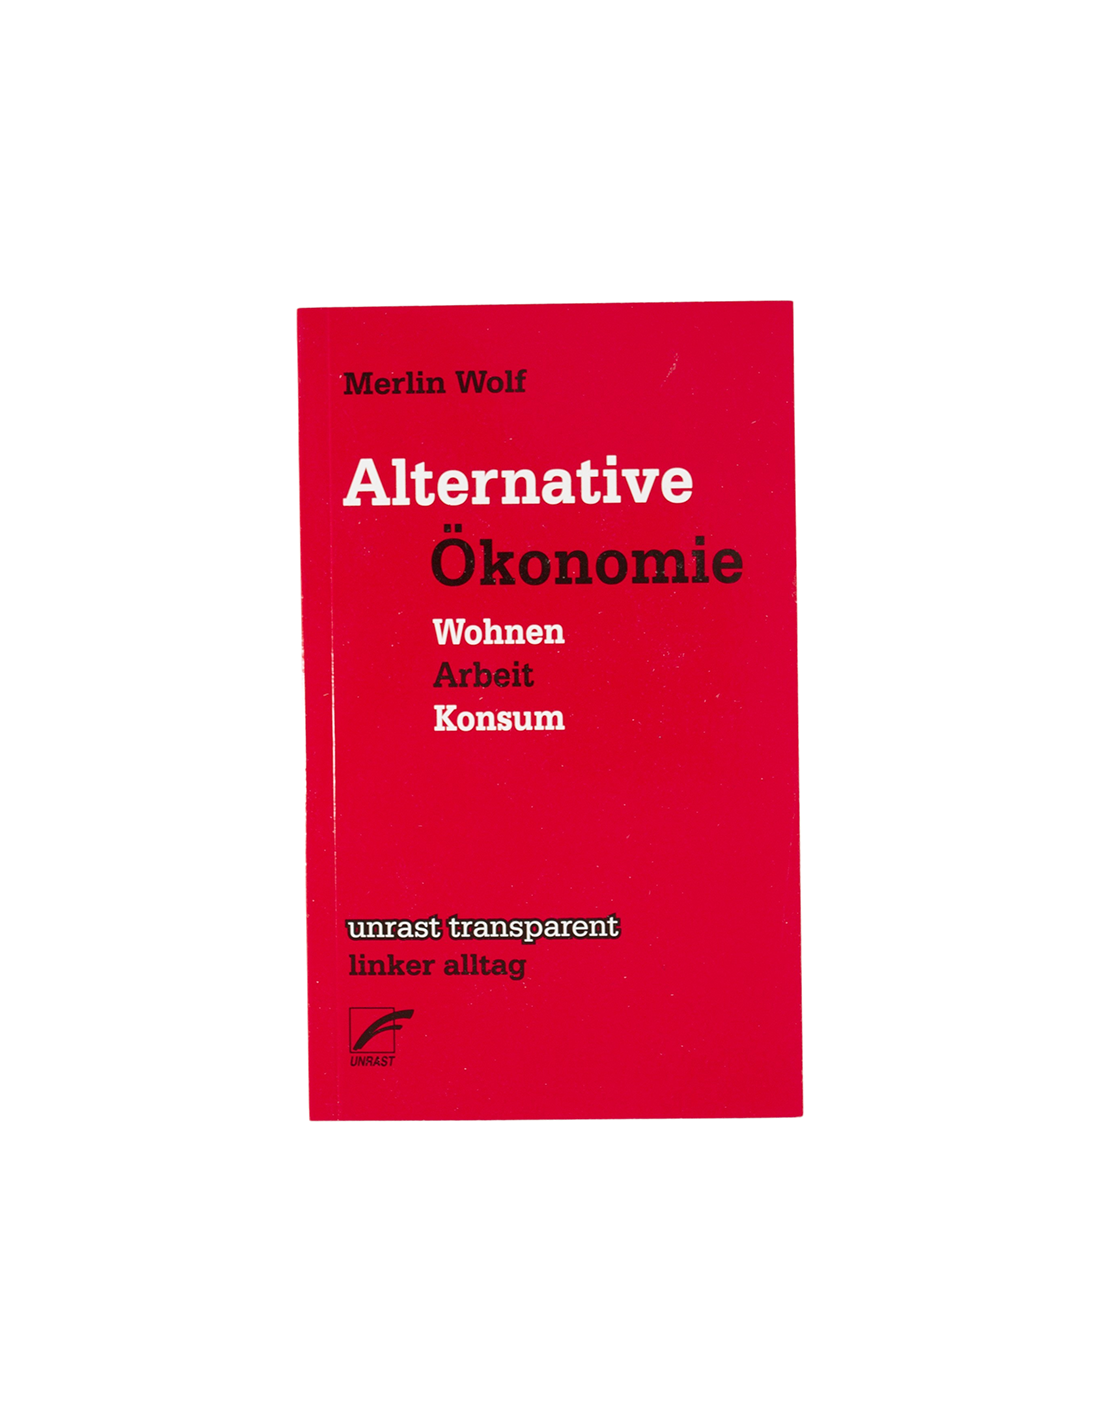 Merlin Wolf
Alternative
Ökonomie
Wohnen
Arbeit
Konsum
unrast transparent
linker alltag
UNRAST